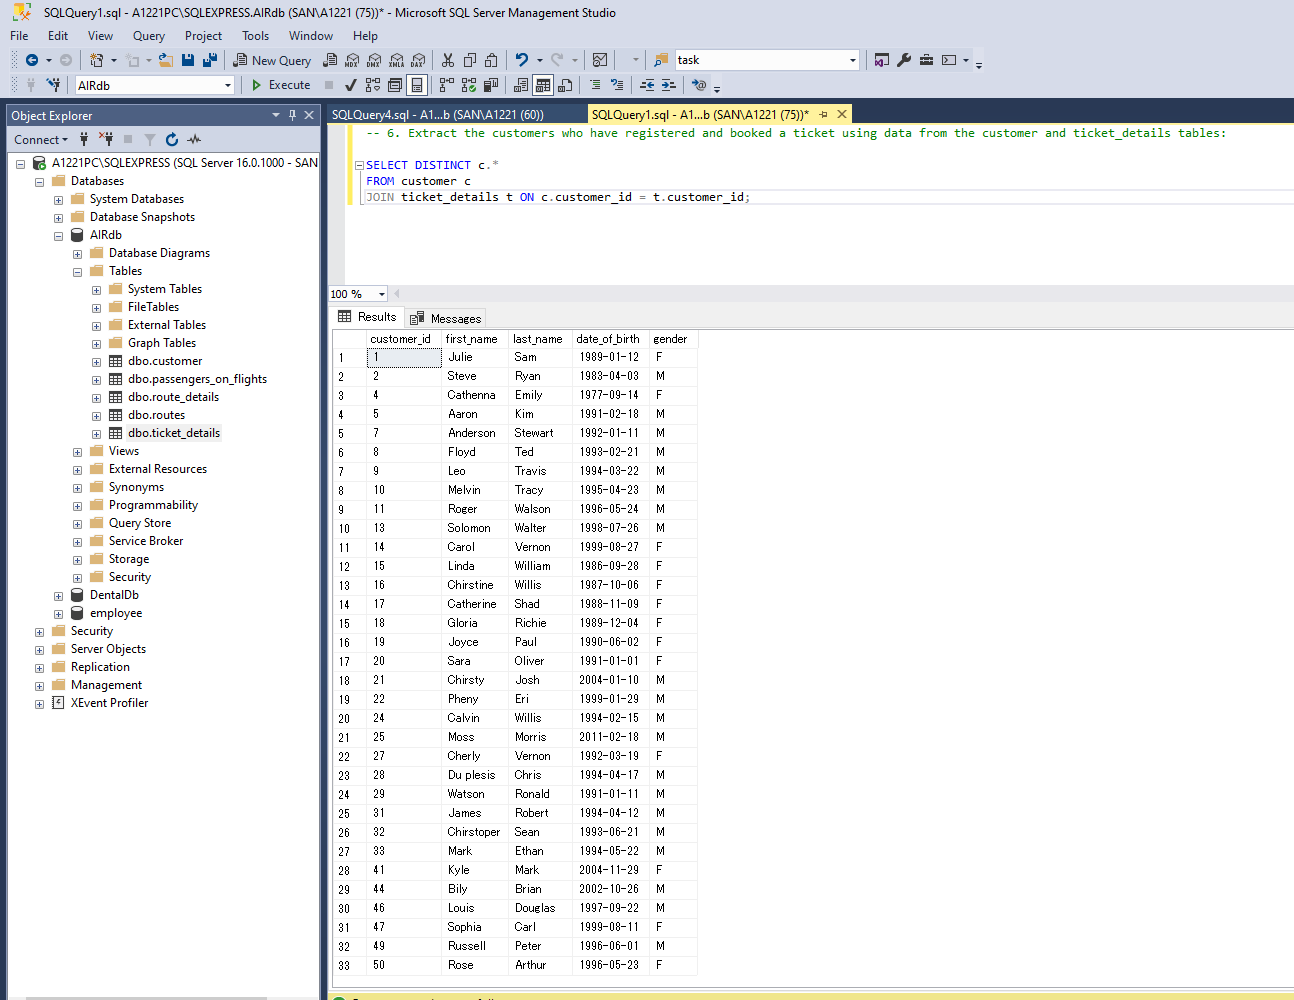 SQLQuery1.sql - A1221PC\SQLEXPRESS.AIRdb (SAN\A1221 (75))* - Microsoft SQL Server Management Studio
File Edit View Query Project Tools Window Help
New Query MDX DMX XMLA DAX task
AIRdb Execute
Object Explorer
Connect
A1221PC\SQLEXPRESS (SQL Server 16.0.1000 - SAN
Databases
System Databases
Database Snapshots
AIRdb
Database Diagrams
Tables
System Tables
FileTables
External Tables
Graph Tables
dbo.customer
dbo.passengers_on_flights
dbo.route_details
dbo.routes
dbo.ticket_details
Views
External Resources
Synonyms
Programmability
Query Store
Service Broker
Storage
Security
DentalDb
employee
Security
Server Objects
Replication
Management
XEvent Profiler
SQLQuery4.sql - A1...b (SAN\A1221 (60)) SQLQuery1.sql - A1...b (SAN\A1221 (75))*
-- 6. Extract the customers who have registered and booked a ticket using data from the customer and ticket_details tables:
SELECT DISTINCT c.*
FROM customer c
JOIN ticket_details t ON c.customer_id = t.customer_id;
100 %
Results Messages
customer_id first_name last_name date_of_birth gender
1 1 Julie Sam 1989-01-12 F
2 2 Steve Ryan 1983-04-03 M
3 4 Cathenna Emily 1977-09-14 F
4 5 Aaron Kim 1991-02-18 M
5 7 Anderson Stewart 1992-01-11 M
6 8 Floyd Ted 1993-02-21 M
7 9 Leo Travis 1994-03-22 M
8 10 Melvin Tracy 1995-04-23 M
9 11 Roger Walson 1996-05-24 M
10 13 Solomon Walter 1998-07-26 M
11 14 Carol Vernon 1999-08-27 F
12 15 Linda William 1986-09-28 F
13 16 Chirstine Willis 1987-10-06 F
14 17 Catherine Shad 1988-11-09 F
15 18 Gloria Richie 1989-12-04 F
16 19 Joyce Paul 1990-06-02 F
17 20 Sara Oliver 1991-01-01 F
18 21 Chirsty Josh 2004-01-10 M
19 22 Pheny Eri 1999-01-29 M
20 24 Calvin Willis 1994-02-15 M
21 25 Moss Morris 2011-02-18 M
22 27 Cherly Vernon 1992-03-19 F
23 28 Du plesis Chris 1994-04-17 M
24 29 Watson Ronald 1991-01-11 M
25 31 James Robert 1994-04-12 M
26 32 Chirstoper Sean 1993-06-21 M
27 33 Mark Ethan 1994-05-22 M
28 41 Kyle Mark 2004-11-29 F
29 44 Bily Brian 2002-10-26 M
30 46 Louis Douglas 1997-09-22 M
31 47 Sophia Carl 1999-08-11 F
32 49 Russell Peter 1996-06-01 M
33 50 Rose Arthur 1996-05-23 F